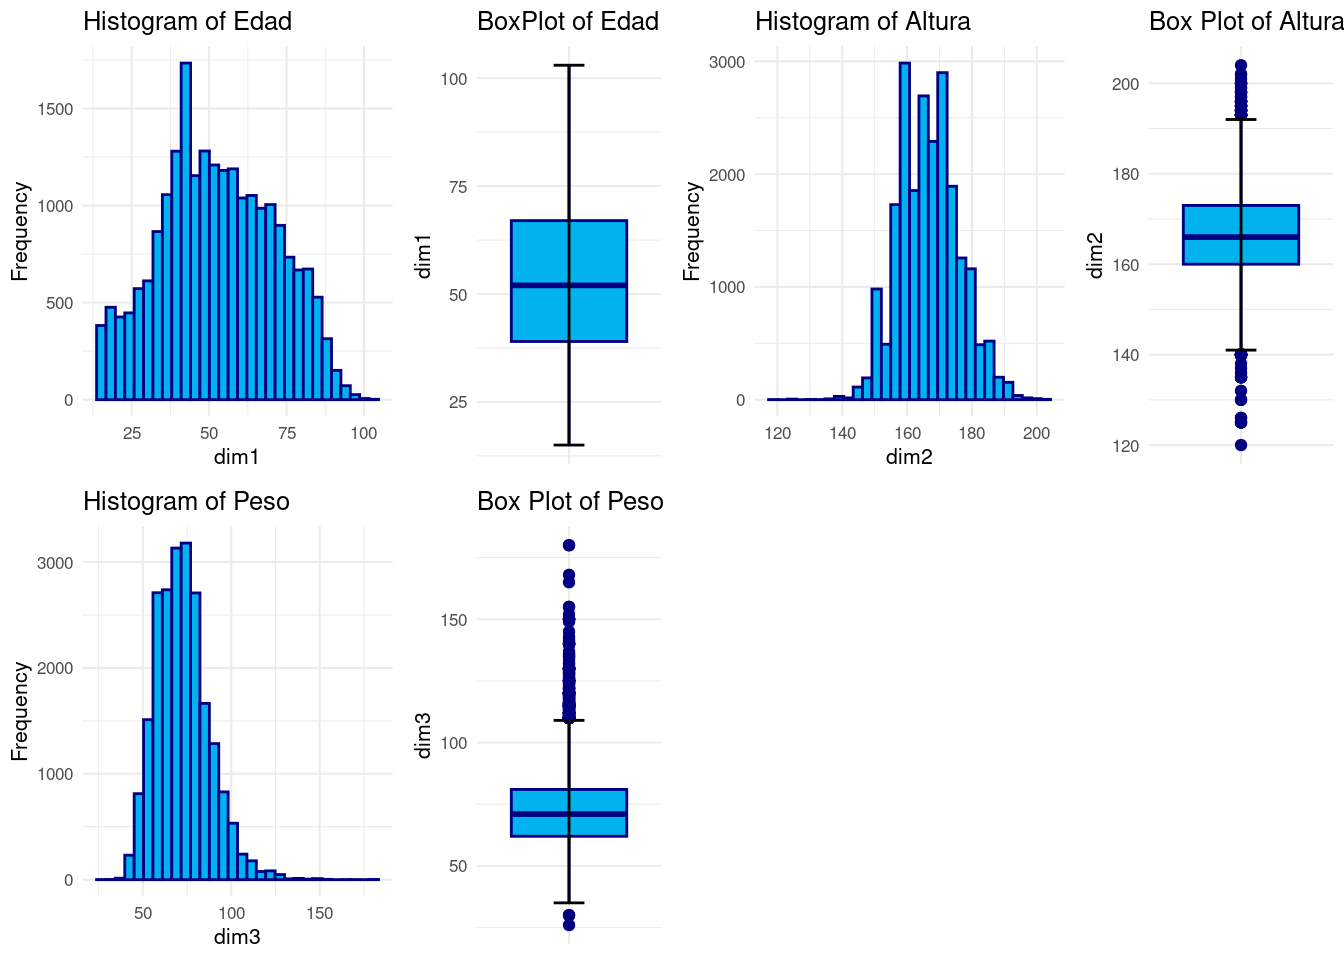 Histogram of Edad
1500
1000
500
0
Frequency
25 50 75 100
dim1
BoxPlot of Edad
100
75
50
25
dim1
Histogram of Altura
3000
2000
1000
0
Frequency
120 140 160 180 200
dim2
Box Plot of Altura
200
180
160
140
120
dim2
Histogram of Peso
3000
2000
1000
0
Frequency
50 100 150
dim3
Box Plot of Peso
150
100
50
dim3